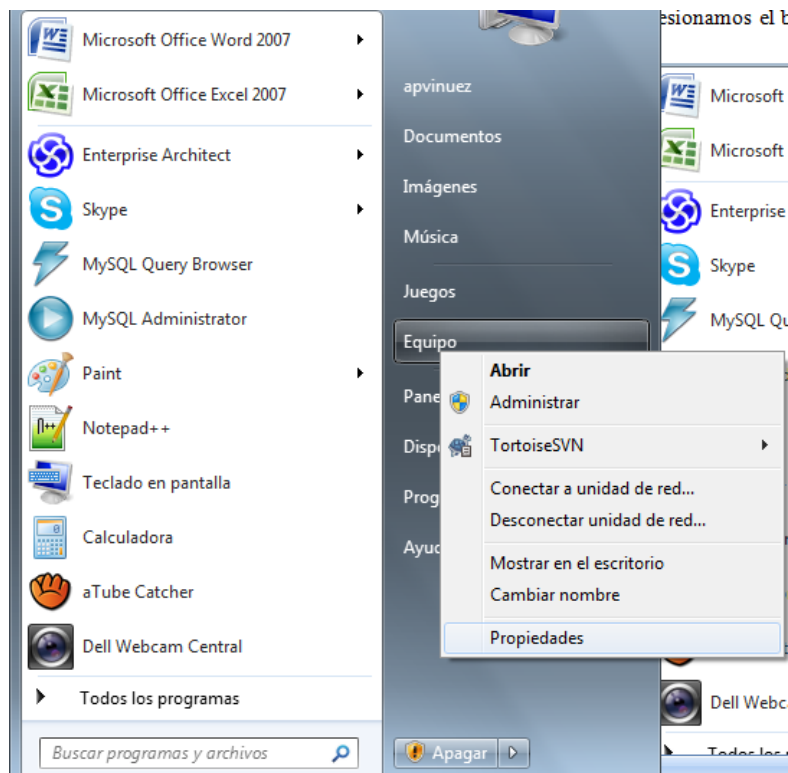 Microsoft Office Word 2007
Microsoft Office Excel 2007
Enterprise Architect
Skype
MySQL Query Browser
MySQL Administrator
Paint
Notepad++
Teclado en pantalla
Calculadora
aTube Catcher
Dell Webcam Central
Todos los programas
Buscar programas y archivos
apvinuez
Documentos
Imágenes
Música
Juegos
Equipo
Pane
Disp
Prog
Ayud
Apagar
Abrir
Administrar
TortoiseSVN
Conectar a unidad de red...
Desconectar unidad de red...
Mostrar en el escritorio
Cambiar nombre
Propiedades
esionamos el b
Microsoft
Microsoft
Enterprise
Skype
MySQL Qu
Dell Webc
Todos los